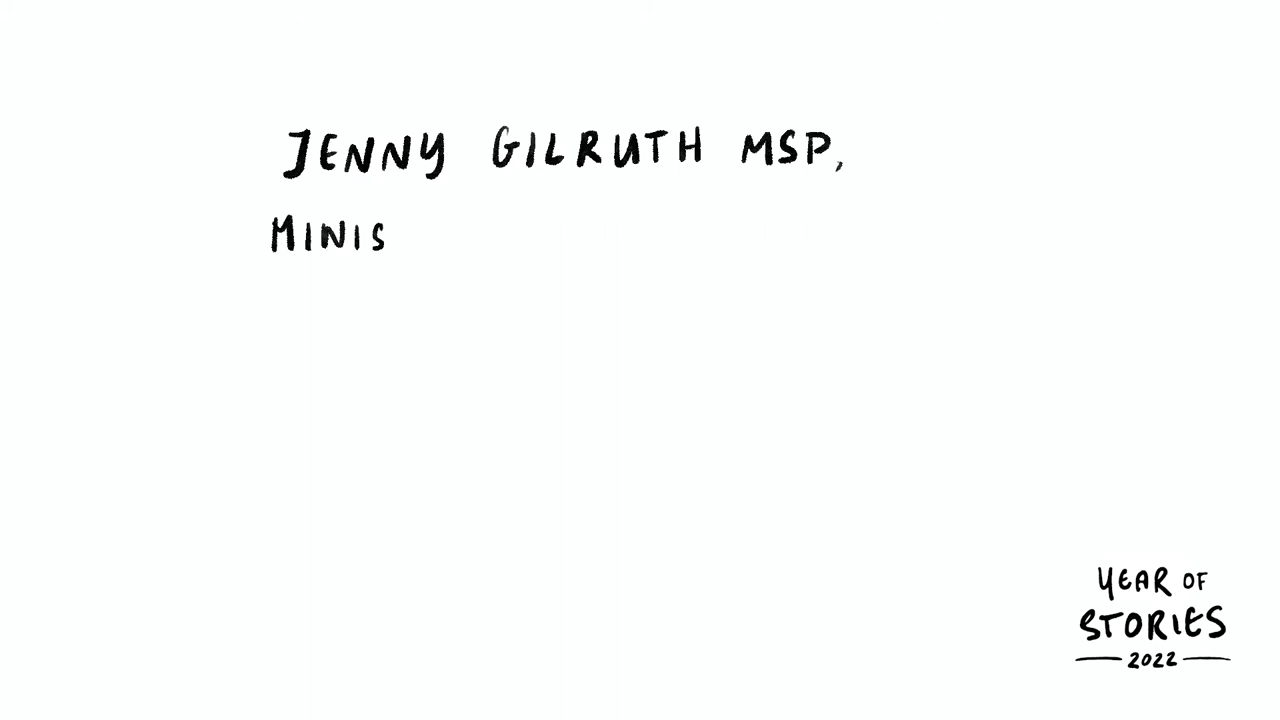 JENNY GILRUTH MSP,
MINIS
YEAR OF
STORIES
2022